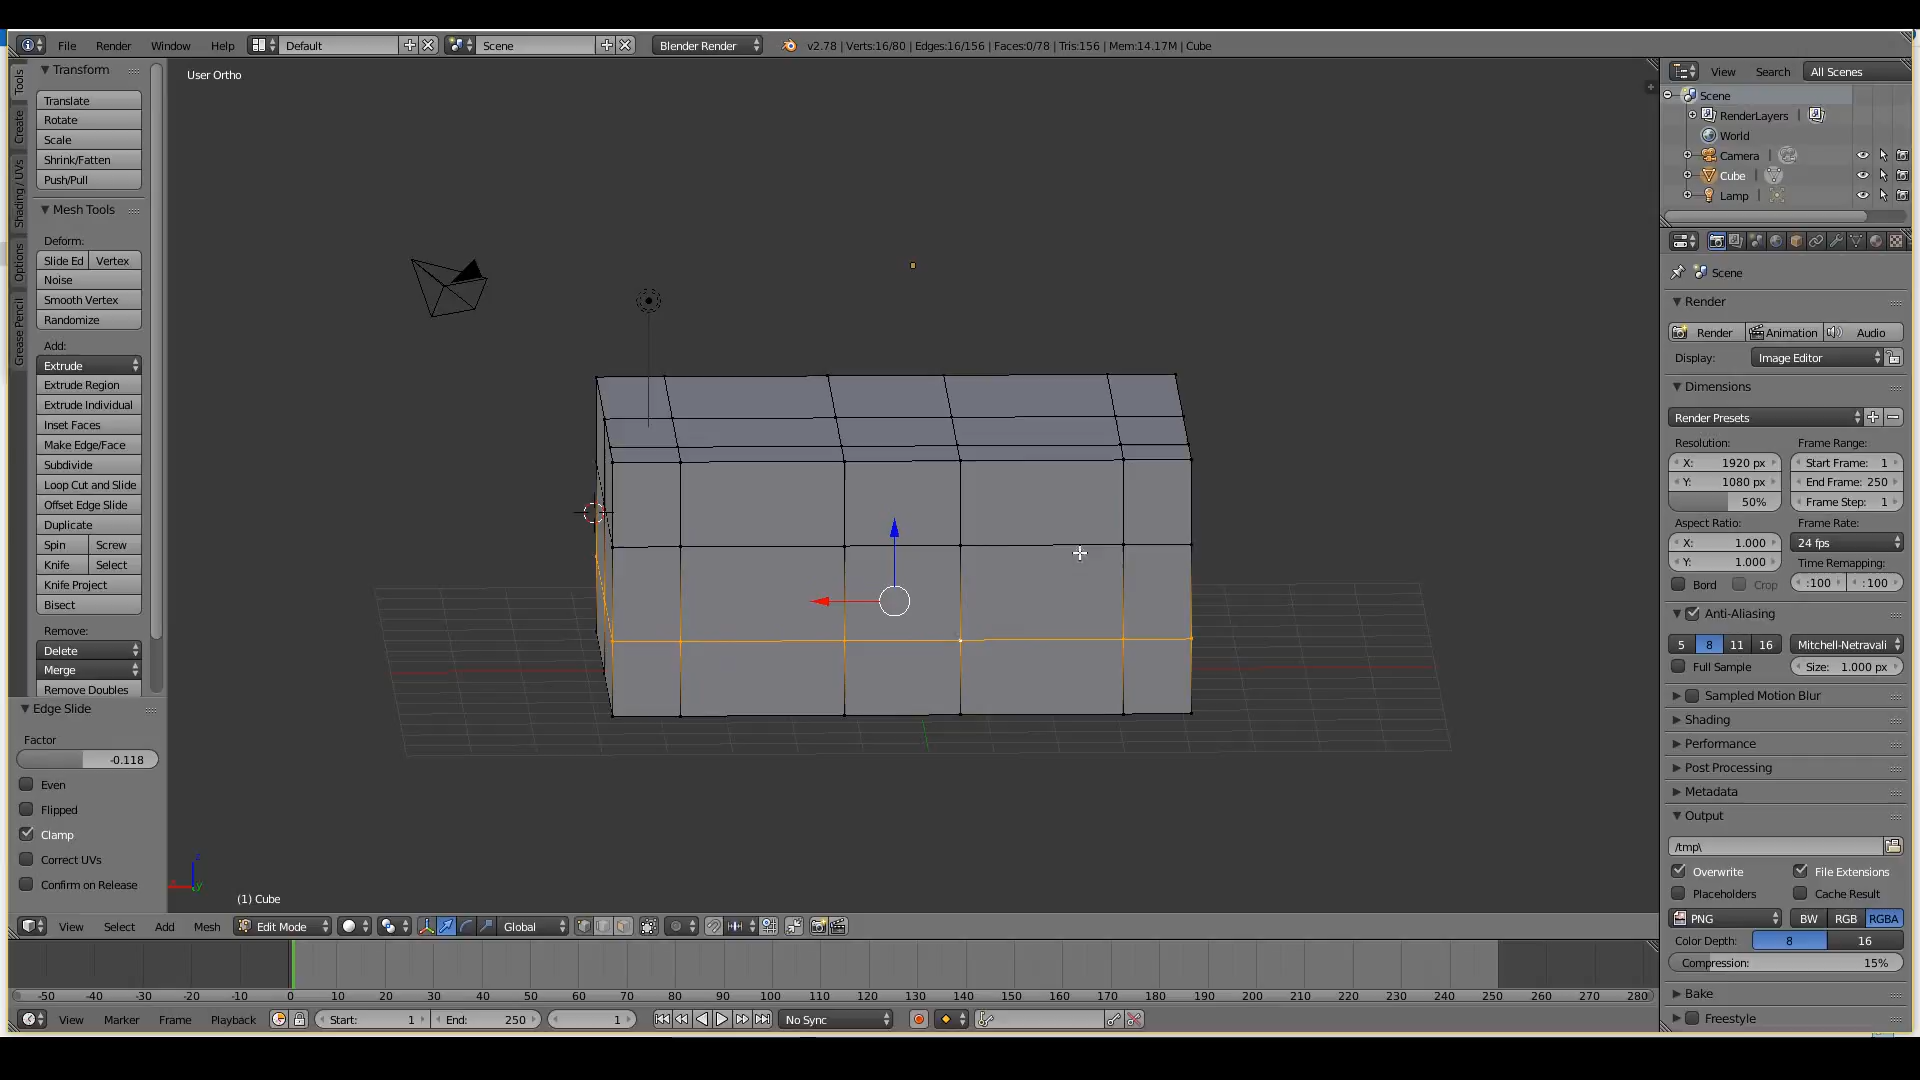 File Render Window Help Default Scene Blender Render v2.78 | Verts:16/80 | Edges:16/156 | Faces:0/78 | Tris:156 | Mem:14.17M | Cube
Tools
Create
Shading / UVs
Options
Grease Pencil
Transform
Translate
Rotate
Scale
Shrink/Fatten
Push/Pull
Mesh Tools
Deform:
Slide Ed Vertex
Noise
Smooth Vertex
Randomize
Add:
Extrude
Extrude Region
Extrude Individual
Inset Faces
Make Edge/Face
Subdivide
Loop Cut and Slide
Offset Edge Slide
Duplicate
Spin Screw
Knife Select
Knife Project
Bisect
Remove:
Delete
Merge
Remove Doubles
Edge Slide
Factor
-0.118
Even
Flipped
Clamp
Correct UVs
Confirm on Release
User Ortho
z
x
y
(1) Cube
View Select Add Mesh Edit Mode Global
-50 -40 -30 -20 -10 0 10 20 30 40 50 60 70 80 90 100 110 120 130 140 150 160 170 180 190 200 210 220 230 240 250 260 270 280
View Marker Frame Playback Start: 1 End: 250 1 No Sync
View Search All Scenes
Scene
RenderLayers |
World
Camera |
Cube |
Lamp |
Scene
Render
Render Animation Audio
Display: Image Editor
Dimensions
Render Presets
Resolution: Frame Range:
X: 1920 px Start Frame: 1
Y: 1080 px End Frame: 250
50% Frame Step: 1
Aspect Ratio: Frame Rate:
X: 1.000 24 fps
Y: 1.000 Time Remapping:
Bord Crop :100 :100
Anti-Aliasing
5 8 11 16 Mitchell-Netravali
Full Sample Size: 1.000 px
Sampled Motion Blur
Shading
Performance
Post Processing
Metadata
Output
/tmp\
Overwrite File Extensions
Placeholders Cache Result
PNG BW RGB RGBA
Color Depth: 8 16
Compression: 15%
Bake
Freestyle